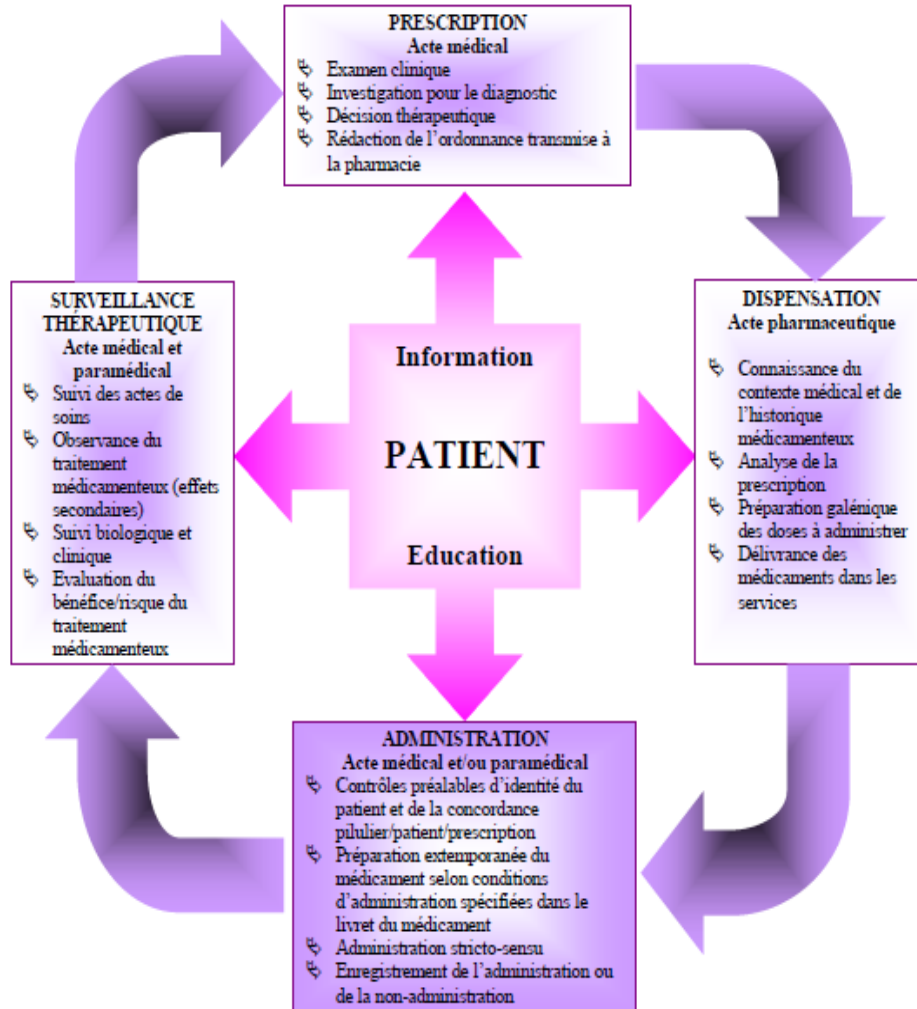 PRESCRIPTION
Acte médical
Examen clinique
Investigation pour le diagnostic
Décision thérapeutique
Rédaction de l'ordonnance transmise à
la pharmacie
SURVEILLANCE
THÉRAPEUTIQUE
Acte médical et
paramédical
Suivi des actes de
soins
Observance du
traitement
médicamenteux (effets
secondaires)
Suivi biologique et
clinique
Evaluation du
bénéfice/risque du
traitement
médicamenteux
Information
PATIENT
Education
DISPENSATION
Acte pharmaceutique
Connaissance du
contexte médical et de
l'historique
médicamenteux
Analyse de la
prescription
Préparation galénique
des doses à administrer
Délivrance des
médicaments dans les
services
ADMINISTRATION
Acte médical et/ou paramédical
Contrôles préalables d'identité du
patient et de la concordance
pilulier/patient/prescription
Préparation extemporanée du
médicament selon conditions
d'administration spécifiées dans le
livret du médicament
Administration stricto-sensu
Enregistrement de l'administration ou
de la non-administration